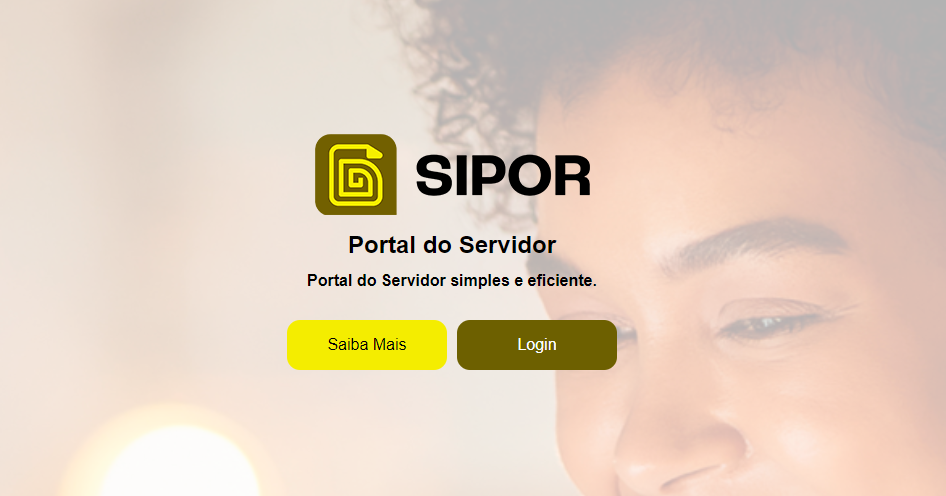 SIPOR
Portal do Servidor
Portal do Servidor simples e eficiente.
Saiba Mais
Login